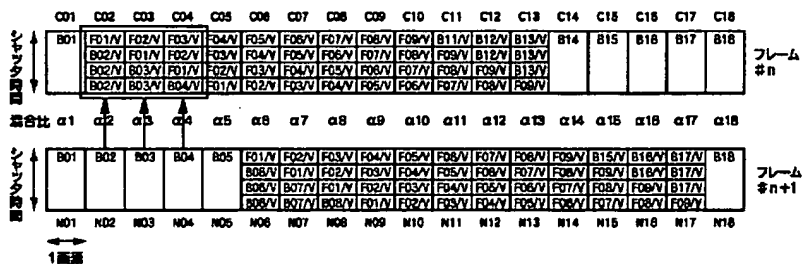 C01 C02 C03 C04 C05 C06 C07 C08 C09 C10 C11 C12 C13 C14 C15 C16 C17 C18
B01 F01/V F02/V F03/V F04/V F05/V F06/V F07/V F08/V F09/V B11/V B12/V B13/V B14 B15 B16 B17 B18
B02/V F01/V F02/V F03/V F04/V F05/V F06/V F07/V F08/V F09/V B12/V B13/V
B02/V B03/V F01/V F02/V F03/V F04/V F05/V F06/V F07/V F08/V F09/V B13/V
B02/V B03/V B04/V F01/V F02/V F03/V F04/V F05/V F06/V F07/V F08/V F09/V
シャッタ時間
フレーム
#n
混合比 α1 α2 α3 α4 α5 α6 α7 α8 α9 α10 α11 α12 α13 α14 α15 α16 α17 α18
B01 B02 B03 B04 B05 F01/V F02/V F03/V F04/V F05/V F06/V F07/V F08/V F09/V B15/V B16/V B17/V B18
B06/V F01/V F02/V F03/V F04/V F05/V F06/V F07/V F08/V F09/V B16/V B17/V
B06/V B07/V F01/V F02/V F03/V F04/V F05/V F06/V F07/V F08/V F09/V B17/V
B06/V B07/V B08/V F01/V F02/V F03/V F04/V F05/V F06/V F07/V F08/V F09/V
シャッタ時間
フレーム
#n+1
N01 N02 N03 N04 N05 N06 N07 N08 N09 N10 N11 N12 N13 N14 N15 N16 N17 N18
1画素